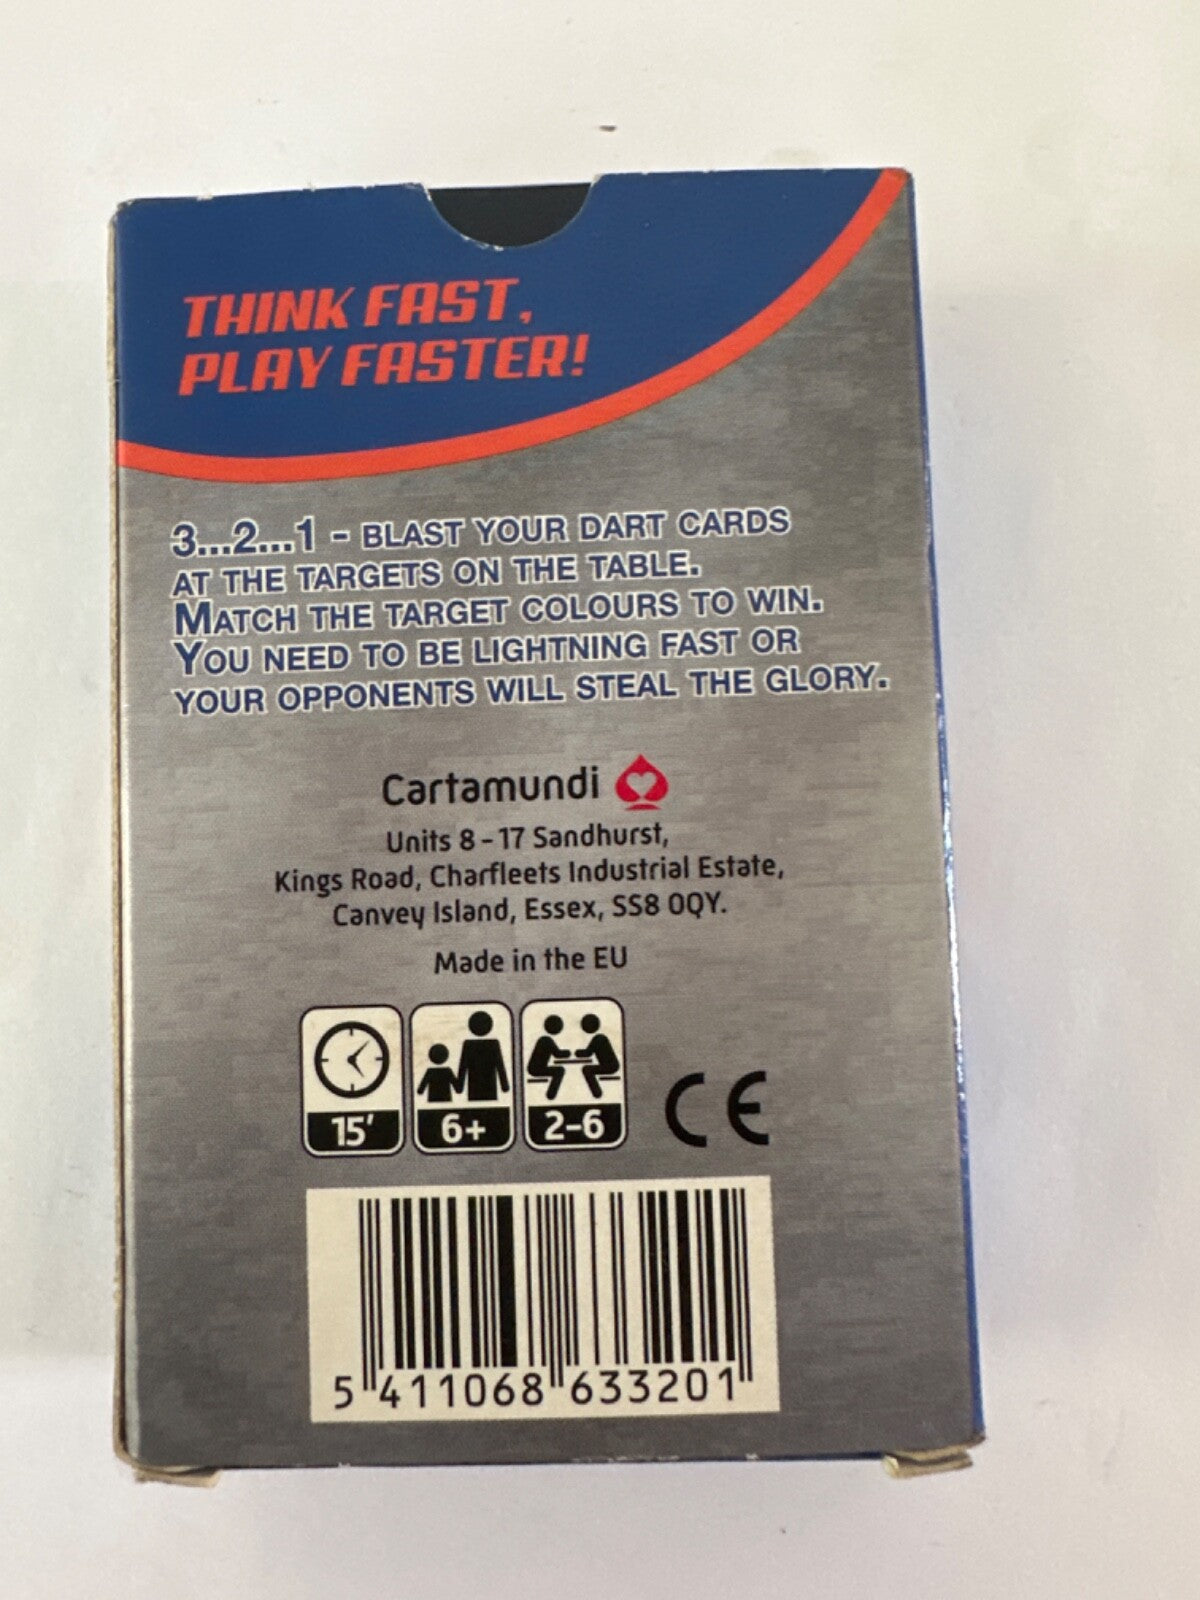 THINK FAST,
PLAY FASTER!
3...2...1 - BLAST YOUR DART CARDS
AT THE TARGETS ON THE TABLE.
MATCH THE TARGET COLOURS TO WIN.
YOU NEED TO BE LIGHTNING FAST OR
YOUR OPPONENTS WILL STEAL THE GLORY.
Cartamundi
Units 8 - 17 Sandhurst,
Kings Road, Charfleets Industrial Estate,
Canvey Island, Essex, SS8 0QY.
Made in the EU
15' 6+ 2-6 CE
5 411068 633201